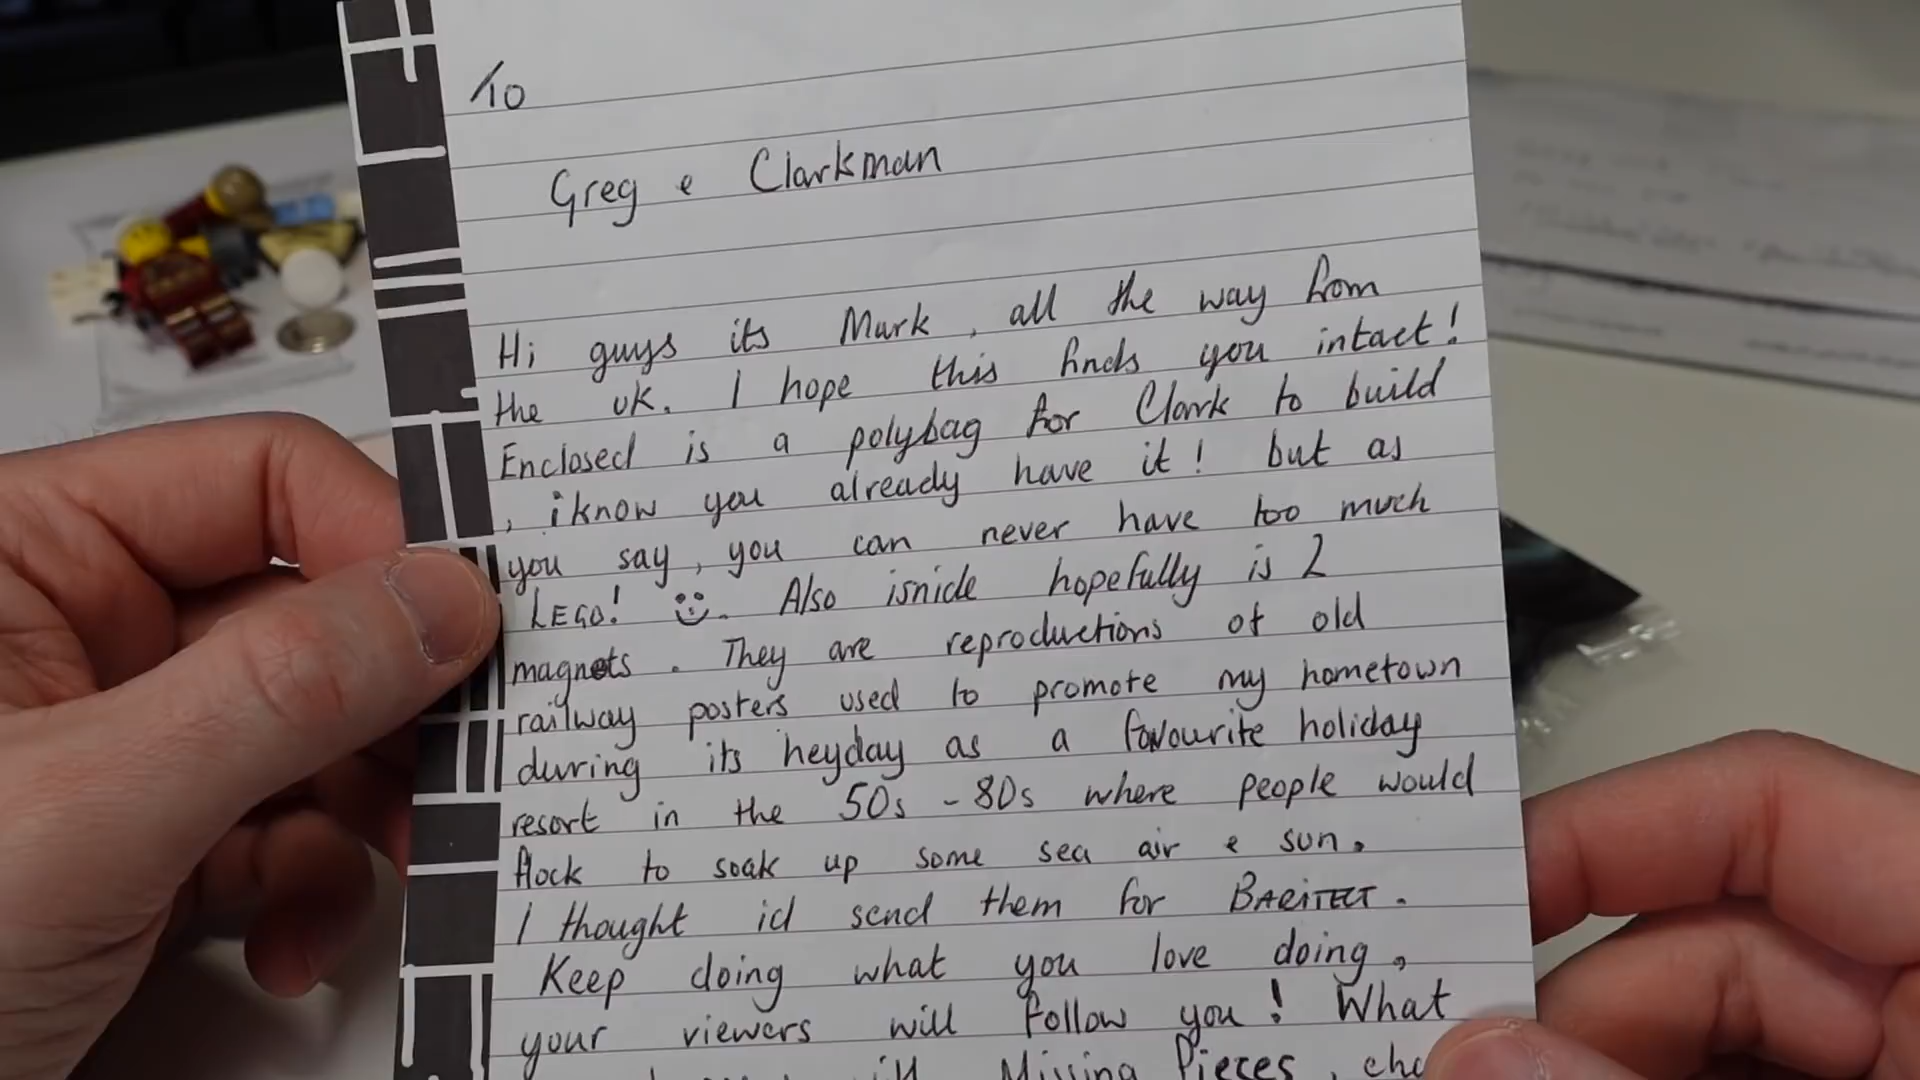 To
Greg e Clarkman
Hi guys its Mark, all the way from
the uk. I hope this finds you intact!
Enclosed is a polybag for Clark to build
, i know you already have it! but as
you say, you can never have too much
LEGO! Also isnide hopefully is 2
magnets. They are reproductions of old
railway posters used to promote my hometown
during its heyday as a favourite holiday
resort in the 50s - 80s where people would
flock to soak up some sea air e sun.
I thought id send them for BARITECT.
Keep doing what you love doing,
your viewers will follow you! What
Missing Pieces,